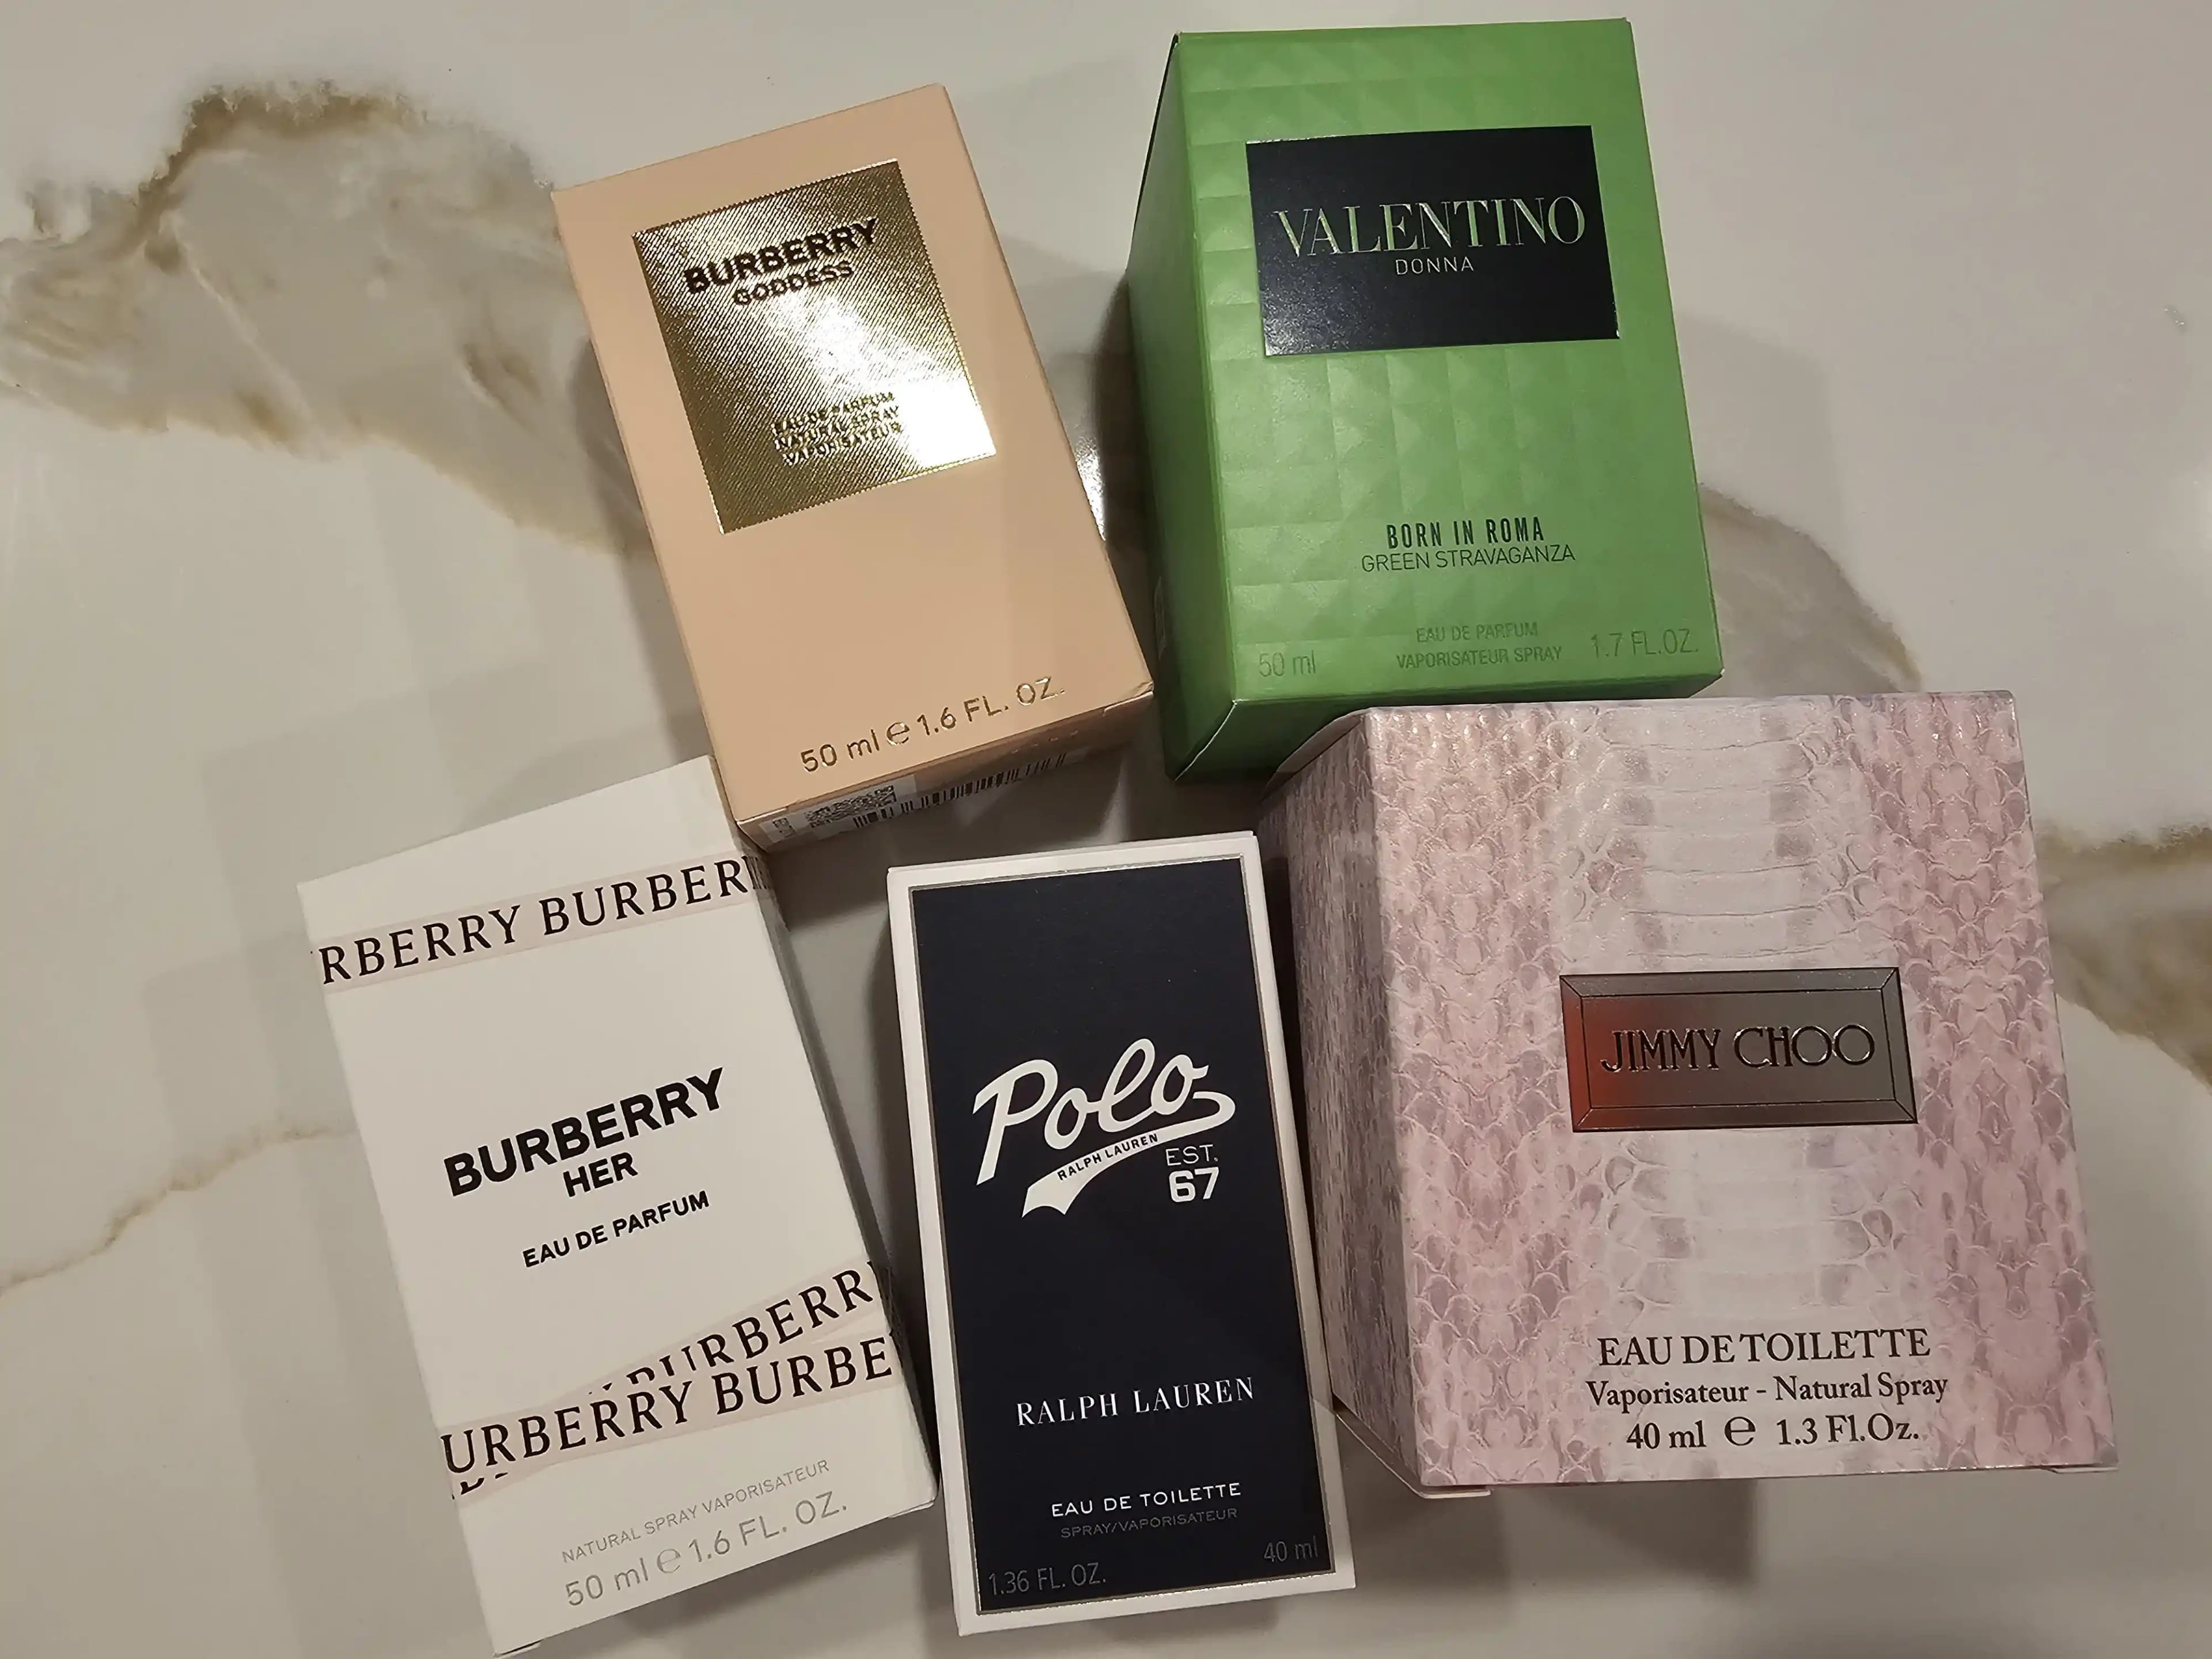 BURBERRY
GODDESS
EAU DE PARFUM
NATURAL SPRAY
VAPORISATEUR
50 ml e 1.6 FL. OZ.
VALENTINO
DONNA
BORN IN ROMA
GREEN STRAVAGANZA
EAU DE PARFUM
VAPORISATEUR SPRAY
50 ml
1.7 FL.OZ.
RBERRY BURBER
BURBERRY
HER
EAU DE PARFUM
URBERRY
URBERRY BURBE
NATURAL SPRAY VAPORISATEUR
50 ml e 1.6 FL. OZ.
Polo
RALPH LAUREN
EST.
67
RALPH LAUREN
EAU DE TOILETTE
SPRAY/VAPORISATEUR
40 ml
1.36 FL. OZ.
JIMMY CHOO
EAU DE TOILETTE
Vaporisateur - Natural Spray
40 ml e 1.3 Fl.Oz.